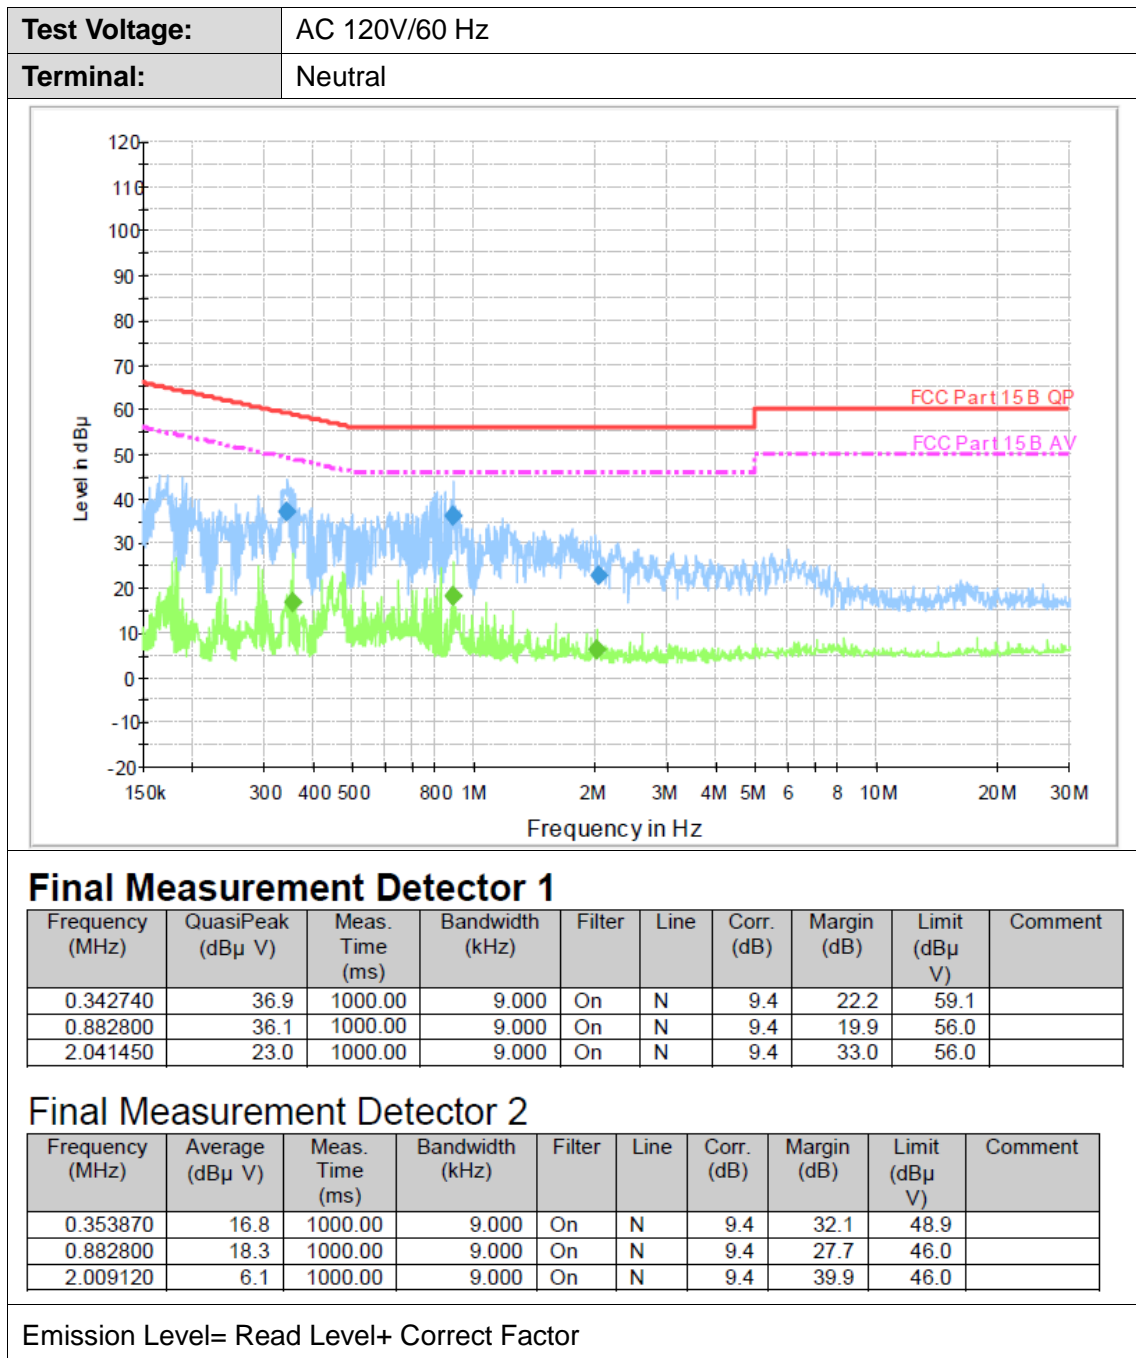 Test Voltage: AC 120V/60 Hz
Terminal: Neutral
120
110
100
90
80
70
60
50
40
30
20
10
0
-10
-20
Level in dBµ
FCC Part 15 B QP
FCC Part 15 B AV
150k 300 400 500 800 1M 2M 3M 4M 5M 6 8 10M 20M 30M
Frequency in Hz
Final Measurement Detector 1
Frequency (MHz) QuasiPeak (dBµ V) Meas. Time (ms) Bandwidth (kHz) Filter Line Corr. (dB) Margin (dB) Limit (dBµ V) Comment
0.342740 36.9 1000.00 9.000 On N 9.4 22.2 59.1
0.882800 36.1 1000.00 9.000 On N 9.4 19.9 56.0
2.041450 23.0 1000.00 9.000 On N 9.4 33.0 56.0
Final Measurement Detector 2
Frequency (MHz) Average (dBµ V) Meas. Time (ms) Bandwidth (kHz) Filter Line Corr. (dB) Margin (dB) Limit (dBµ V) Comment
0.353870 16.8 1000.00 9.000 On N 9.4 32.1 48.9
0.882800 18.3 1000.00 9.000 On N 9.4 27.7 46.0
2.009120 6.1 1000.00 9.000 On N 9.4 39.9 46.0
Emission Level= Read Level+ Correct Factor